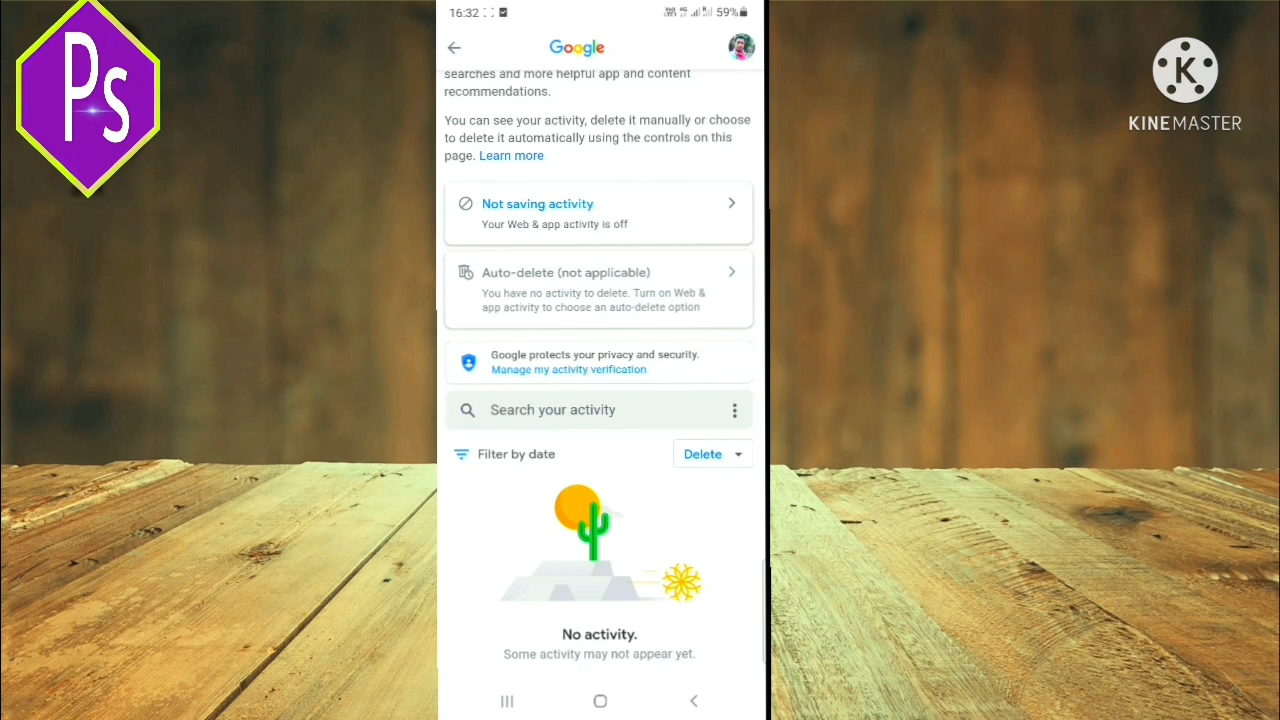 Ps
16:32
59%
Google
searches and more helpful app and content
recommendations.
You can see your activity, delete it manually or choose
to delete it automatically using the controls on this
page. Learn more
Not saving activity
Your Web & app activity is off
Auto-delete (not applicable)
You have no activity to delete. Turn on Web &
app activity to choose an auto-delete option
Google protects your privacy and security.
Manage my activity verification
Search your activity
Filter by date
Delete
No activity.
Some activity may not appear yet.
K
KINEMASTER